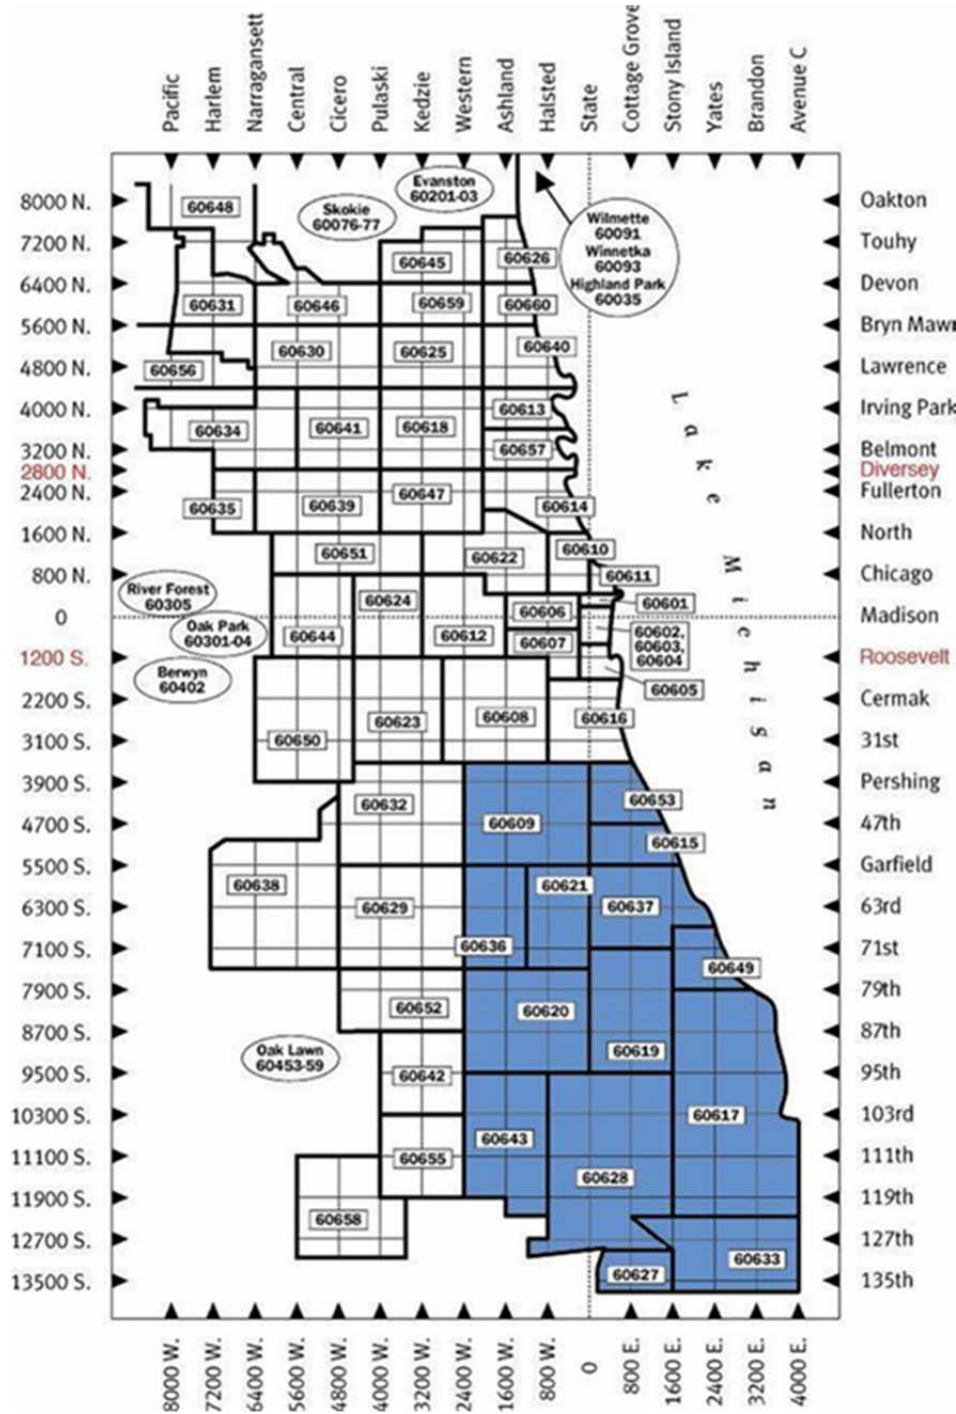 Pacific
Harlem
Narragansett
Central
Cicero
Pulaski
Kedzie
Western
Ashland
Halsted
State
Cottage Grove
Stony Island
Yates
Brandon
Avenue C
Evanston
60201-03
Skokie
60076-77
Wilmette
60091
Winnetka
60093
Highland Park
60035
8000 N.
60648
Oakton
7200 N.
Touhy
60645
60626
6400 N.
Devon
60631
60646
60659
60660
5600 N.
Bryn Mawr
60630
60625
60640
4800 N.
60656
Lawrence
4000 N.
60613
Irving Park
60634
60641
60618
3200 N.
60657
Belmont
2800 N.
Diversey
2400 N.
60647
Fullerton
60635
60639
60614
1600 N.
North
60651
60622
60610
800 N.
60611
Chicago
River Forest
60305
60624
60606
60601
0
Madison
Oak Park
60301-04
60644
60612
60607
60602,
60603,
60604
1200 S.
Roosevelt
Berwyn
60402
60605
2200 S.
Cermak
60623
60608
60616
3100 S.
60650
31st
3900 S.
Pershing
60632
60653
4700 S.
60609
47th
60615
5500 S.
Garfield
60638
60621
6300 S.
60629
60637
63rd
7100 S.
60636
71st
60649
7900 S.
79th
60652
60620
8700 S.
87th
Oak Lawn
60453-59
60619
9500 S.
60642
95th
10300 S.
60617
103rd
60643
11100 S.
60655
111th
60628
11900 S.
119th
60658
12700 S.
127th
60633
60627
13500 S.
135th
Lake Michigan
8000 W.
7200 W.
6400 W.
5600 W.
4800 W.
4000 W.
3200 W.
2400 W.
1600 W.
800 W.
0
800 E.
1600 E.
2400 E.
3200 E.
4000 E.